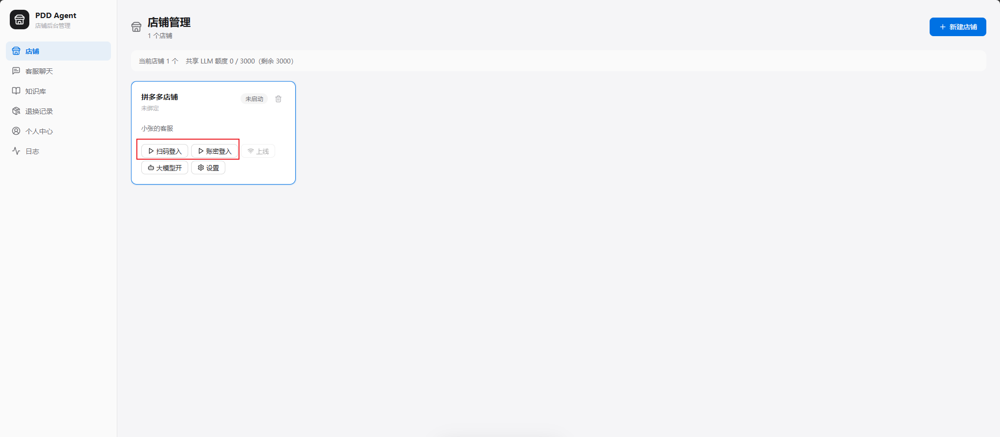 PDD Agent
店铺后台管理
店铺
客服聊天
知识库
退换记录
个人中心
日志
店铺管理
1 个店铺
新建店铺
当前店铺 1 个 共享 LLM 额度 0 / 3000（剩余 3000）
拼多多店铺 未启动
未绑定
小张的客服
扫码登入 账密登入 上线
大模型开 设置